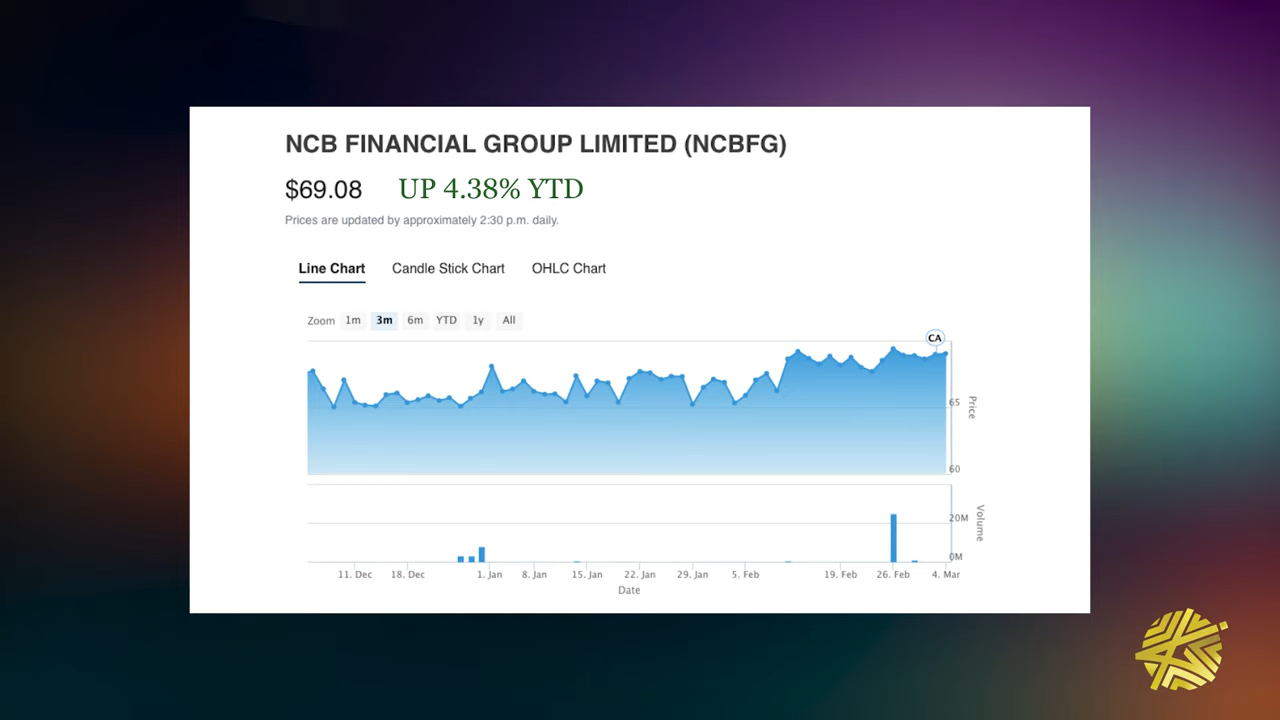 NCB FINANCIAL GROUP LIMITED (NCBFG)
$69.08 UP 4.38% YTD
Prices are updated by approximately 2:30 p.m. daily.
Line Chart Candle Stick Chart OHLC Chart
Zoom 1m 3m 6m YTD 1y All
CA
65
Price
60
Volume
20M
0M
11. Dec 18. Dec 1. Jan 8. Jan 15. Jan 22. Jan 29. Jan 5. Feb 19. Feb 26. Feb 4. Mar
Date